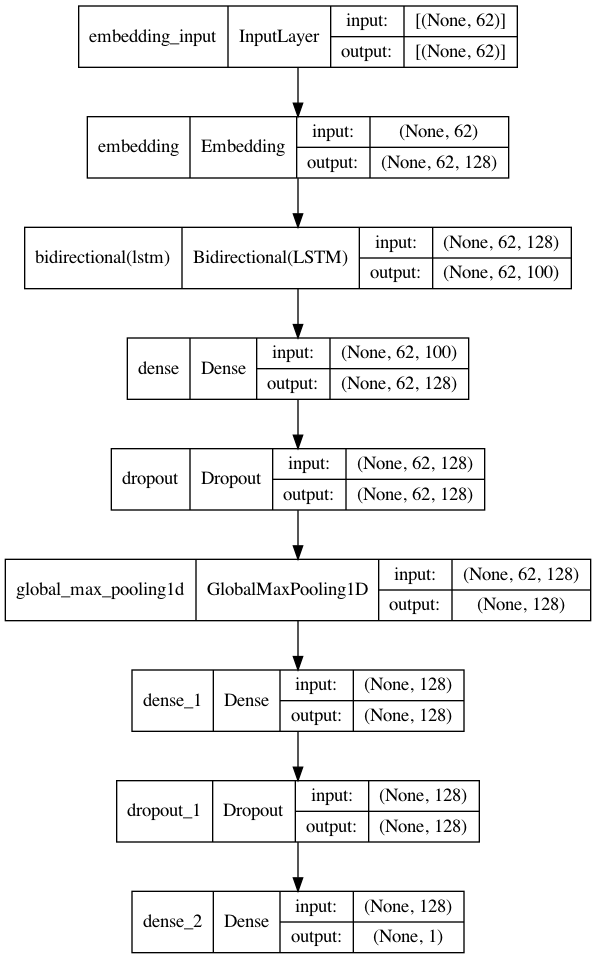 embedding_input InputLayer input: [(None, 62)]
output: [(None, 62)]
embedding Embedding input: (None, 62)
output: (None, 62, 128)
bidirectional(lstm) Bidirectional(LSTM) input: (None, 62, 128)
output: (None, 62, 100)
dense Dense input: (None, 62, 100)
output: (None, 62, 128)
dropout Dropout input: (None, 62, 128)
output: (None, 62, 128)
global_max_pooling1d GlobalMaxPooling1D input: (None, 62, 128)
output: (None, 128)
dense_1 Dense input: (None, 128)
output: (None, 128)
dropout_1 Dropout input: (None, 128)
output: (None, 128)
dense_2 Dense input: (None, 128)
output: (None, 1)